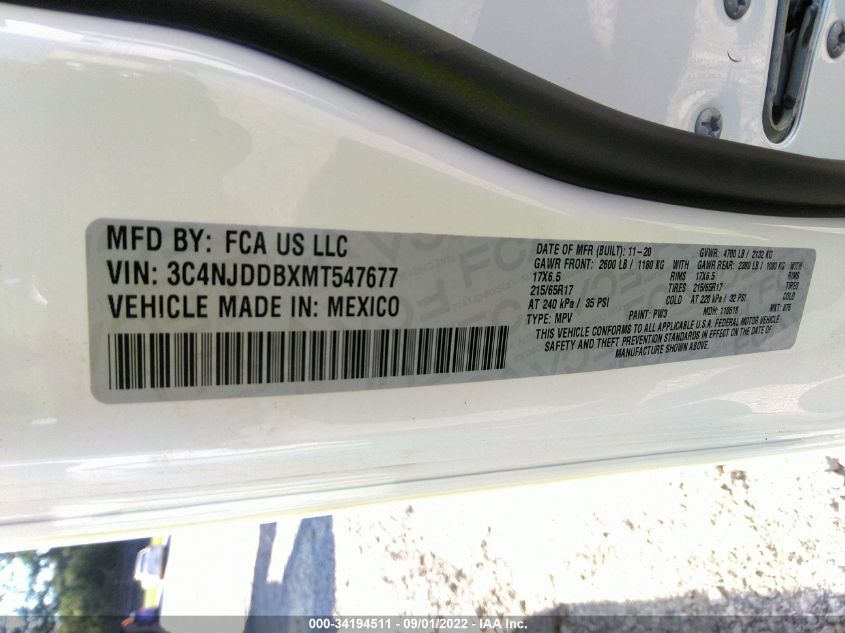 MFD BY: FCA US LLC
VIN: 3C4NJDDBXMT547677
VEHICLE MADE IN: MEXICO
DATE OF MFR (BUILT): 11-20 GVWR: 4700 LB / 2132 KG
GAWR FRONT: 2600 LB / 1180 KG GAWR REAR: 2380 LB / 1080 KG
17X6.5 RIMS 17X6.5 RIMS
215/65R17 TIRES 215/65R17 TIRES
AT 240 kPa / 35 PSI COLD AT 220 kPa / 32 PSI COLD
TYPE: MPV PAINT: PW3 MDH: MKT:
THIS VEHICLE CONFORMS TO ALL APPLICABLE U.S.A. FEDERAL MOTOR VEHICLE
SAFETY AND THEFT PREVENTION STANDARDS IN EFFECT ON THE DATE OF
MANUFACTURE SHOWN ABOVE.
000-34194511 - 09/01/2022 - IAA Inc.